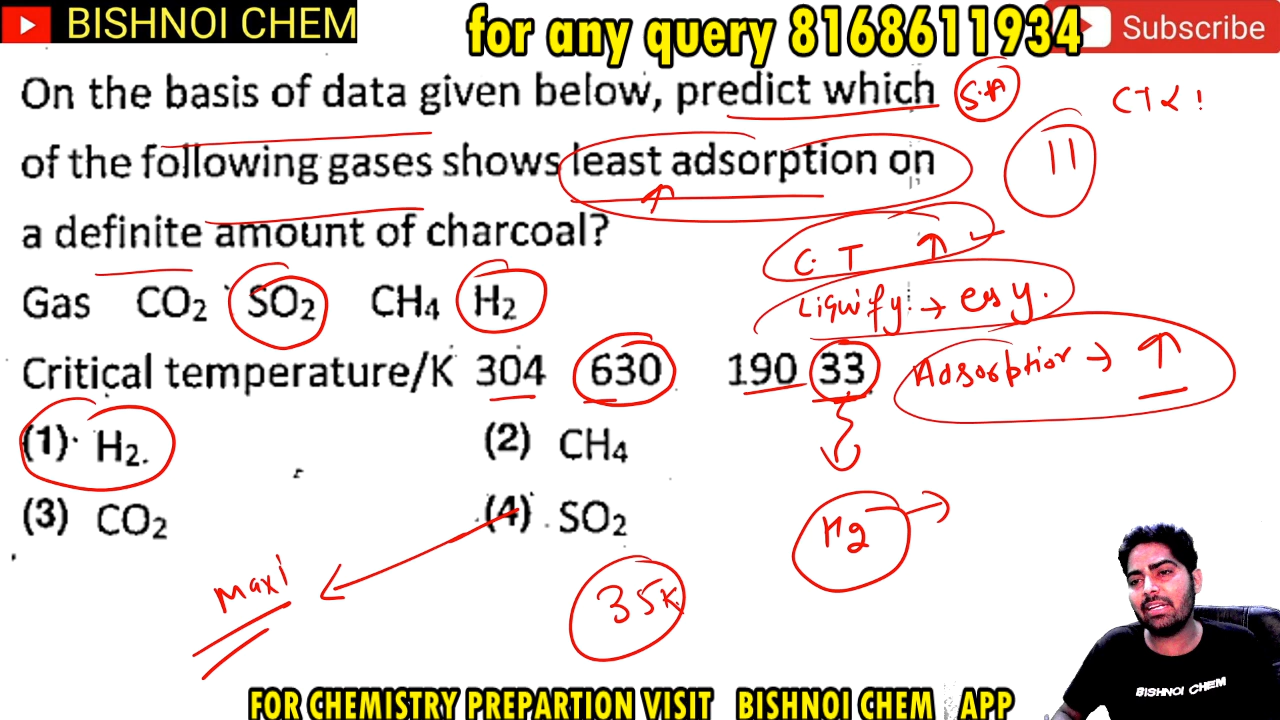 BISHNOI CHEM
for any query 8168611934
Subscribe
On the basis of data given below, predict which
S.A
CT α
of the following gases shows least adsorption on
11
a definite amount of charcoal?
C.T ↑
Gas CO2 SO2 CH4 H2
Liquify. → easy.
Critical temperature/K 304 630 190 33
Adsorption → ↑
(1) H2.
(2) CH4
(3) CO2
(4) SO2
H2 →
Maxi
35K
BISHNOI CHEM
FOR CHEMISTRY PREPARTION VISIT BISHNOI CHEM APP